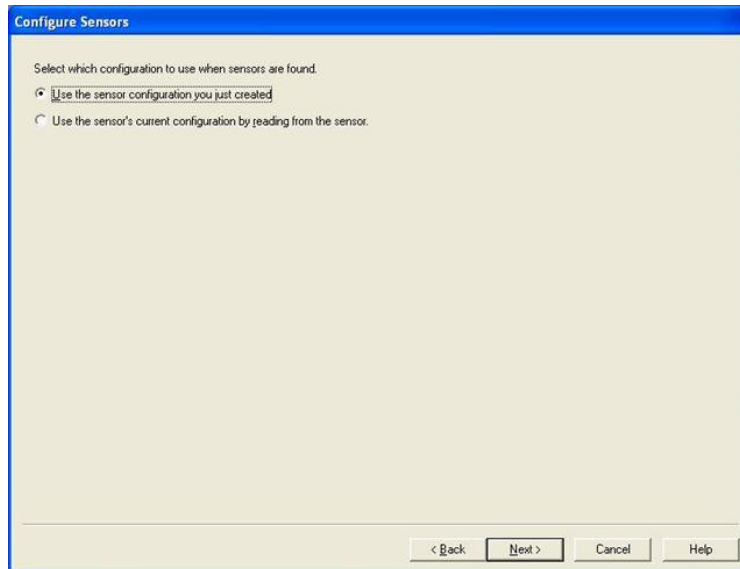 Configure Sensors
Select which configuration to use when sensors are found.
Use the sensor configuration you just created
Use the sensor's current configuration by reading from the sensor.
< Back Next > Cancel Help